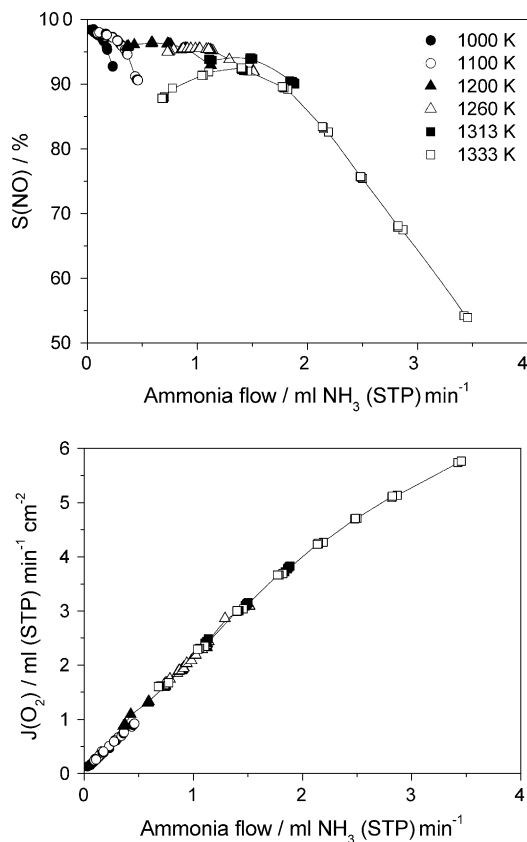 100
90
80
70
60
50
S(NO) / %
1000 K
1100 K
1200 K
1260 K
1313 K
1333 K
0 1 2 3 4
Ammonia flow / ml NH₃ (STP) min⁻¹
6
5
4
3
2
1
0
J(O₂) / ml (STP) min⁻¹ cm⁻²
0 1 2 3 4
Ammonia flow / ml NH₃ (STP) min⁻¹